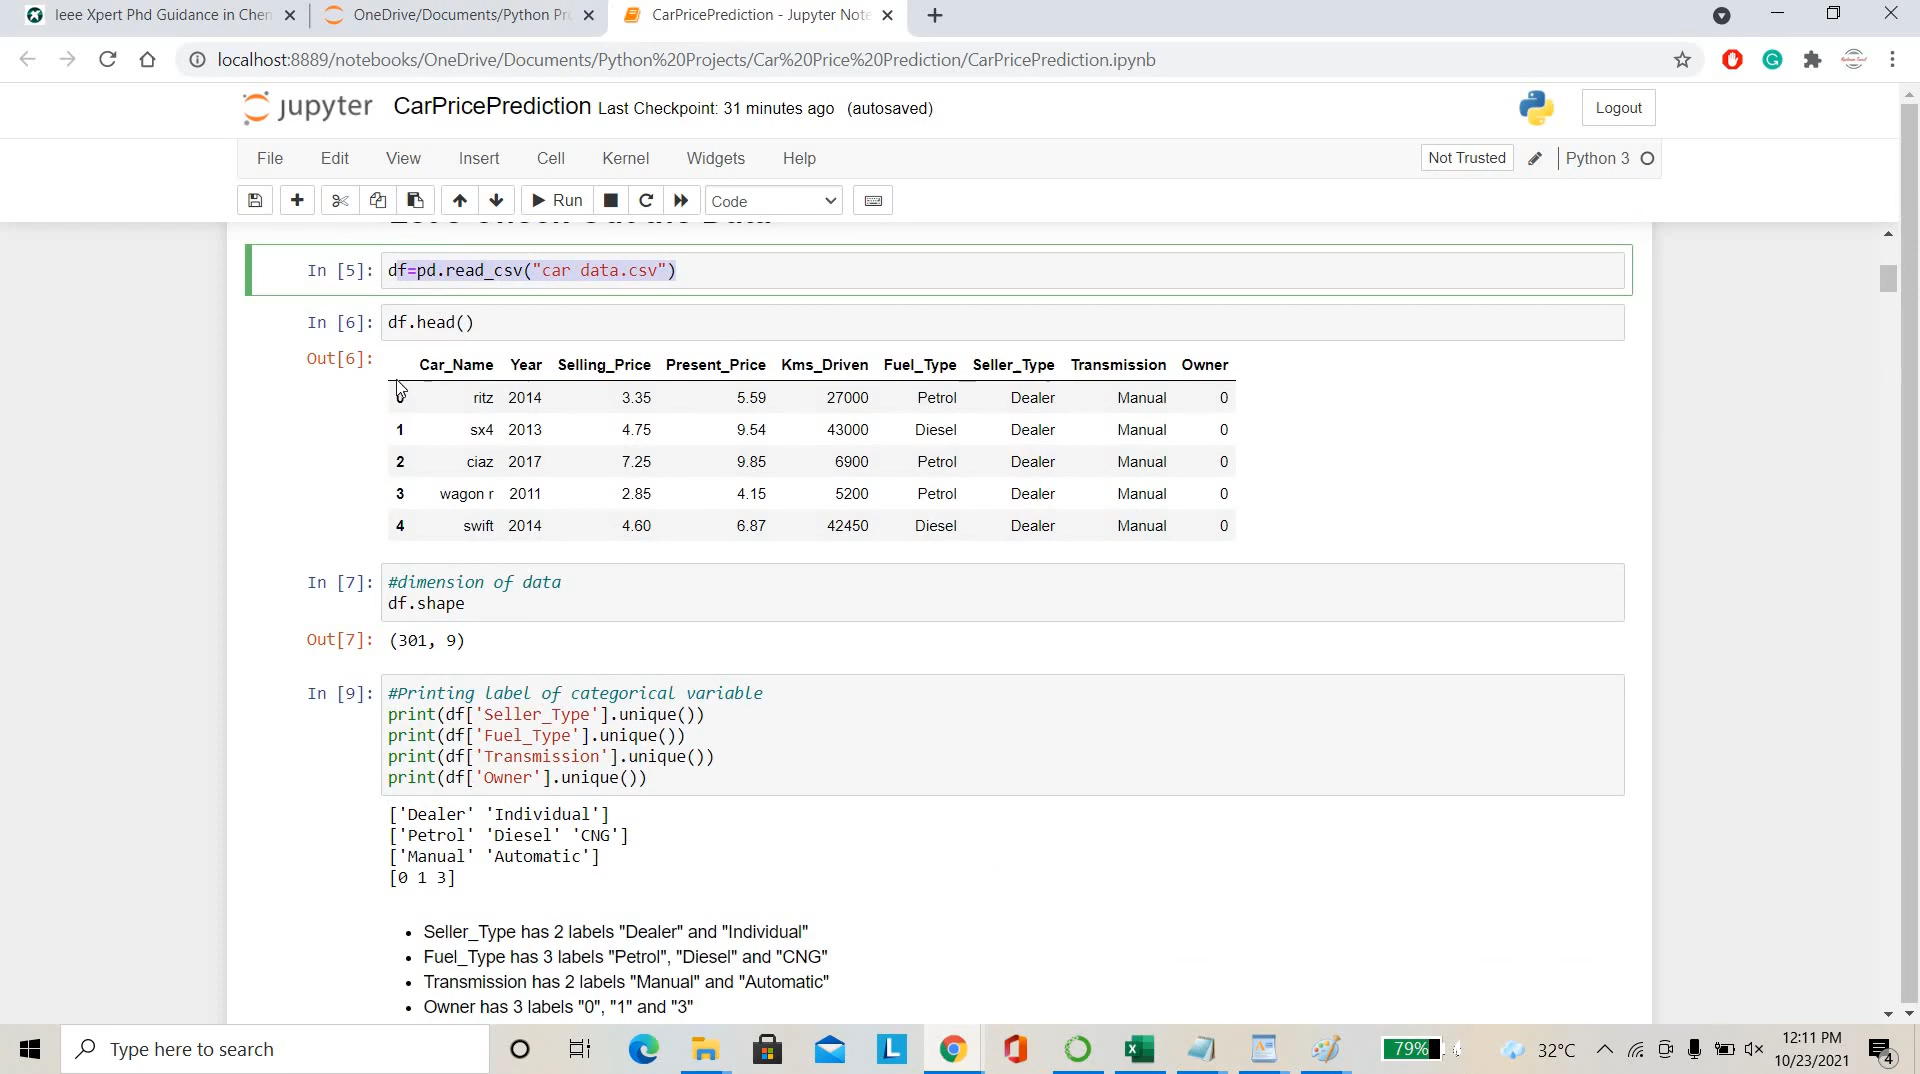 Ieee Xpert Phd Guidance in Chen
OneDrive/Documents/Python Pr
CarPricePrediction - Jupyter Note
localhost:8889/notebooks/OneDrive/Documents/Python%20Projects/Car%20Price%20Prediction/CarPricePrediction.ipynb
jupyter CarPricePrediction Last Checkpoint: 31 minutes ago (autosaved)
Logout
File Edit View Insert Cell Kernel Widgets Help
Not Trusted Python 3
Run Code
In [5]: df=pd.read_csv("car data.csv")
In [6]: df.head()
Out[6]:
Car_Name Year Selling_Price Present_Price Kms_Driven Fuel_Type Seller_Type Transmission Owner
0 ritz 2014 3.35 5.59 27000 Petrol Dealer Manual 0
1 sx4 2013 4.75 9.54 43000 Diesel Dealer Manual 0
2 ciaz 2017 7.25 9.85 6900 Petrol Dealer Manual 0
3 wagon r 2011 2.85 4.15 5200 Petrol Dealer Manual 0
4 swift 2014 4.60 6.87 42450 Diesel Dealer Manual 0
In [7]: #dimension of data
df.shape
Out[7]: (301, 9)
In [9]: #Printing label of categorical variable
print(df['Seller_Type'].unique())
print(df['Fuel_Type'].unique())
print(df['Transmission'].unique())
print(df['Owner'].unique())
['Dealer' 'Individual']
['Petrol' 'Diesel' 'CNG']
['Manual' 'Automatic']
[0 1 3]
• Seller_Type has 2 labels "Dealer" and "Individual"
• Fuel_Type has 3 labels "Petrol", "Diesel" and "CNG"
• Transmission has 2 labels "Manual" and "Automatic"
• Owner has 3 labels "0", "1" and "3"
Type here to search
L
79%
32°C
12:11 PM
10/23/2021
4